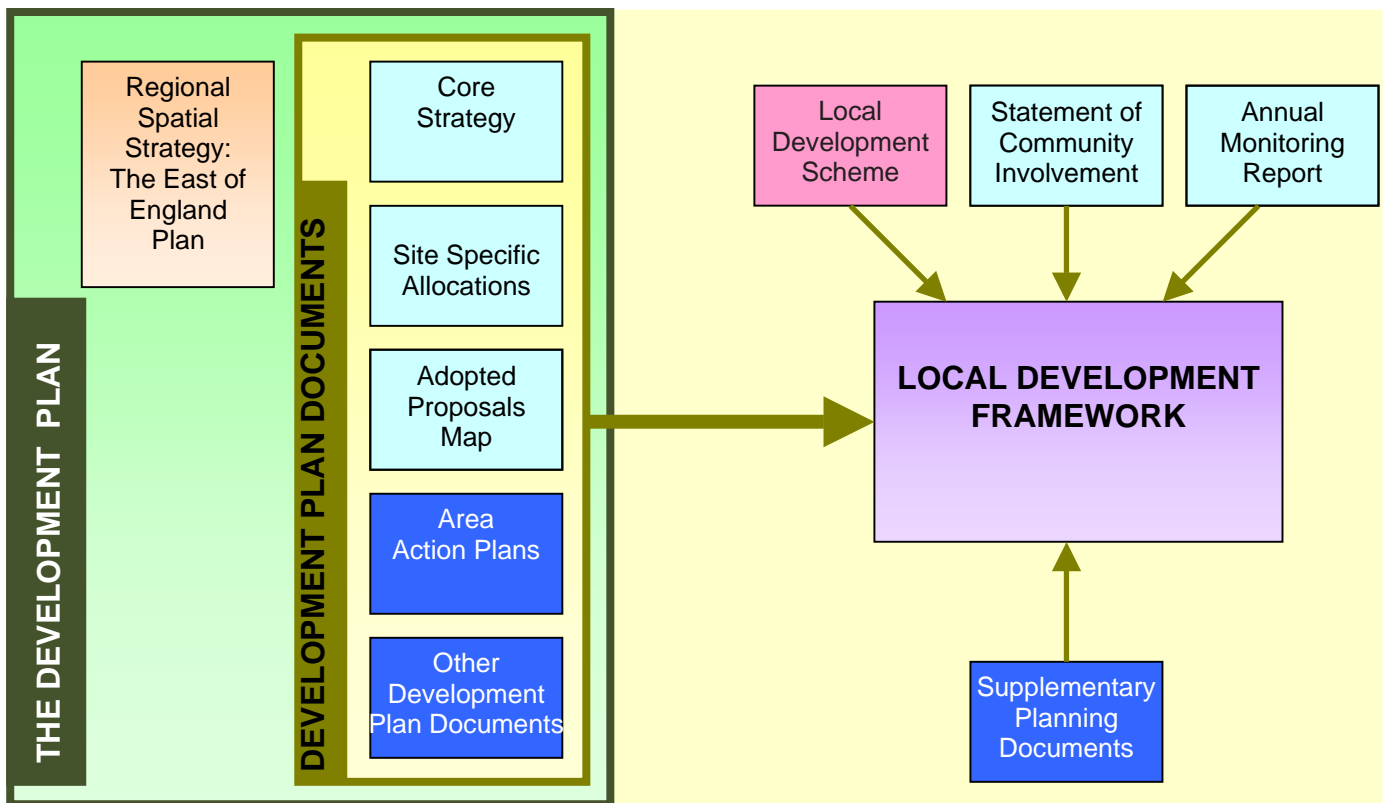 THE DEVELOPMENT PLAN
Regional
Spatial
Strategy:
The East of
England
Plan
DEVELOPMENT PLAN DOCUMENTS
Core
Strategy
Site Specific
Allocations
Adopted
Proposals
Map
Area
Action Plans
Other
Development
Plan Documents
Local
Development
Scheme
Statement of
Community
Involvement
Annual
Monitoring
Report
LOCAL DEVELOPMENT
FRAMEWORK
Supplementary
Planning
Documents